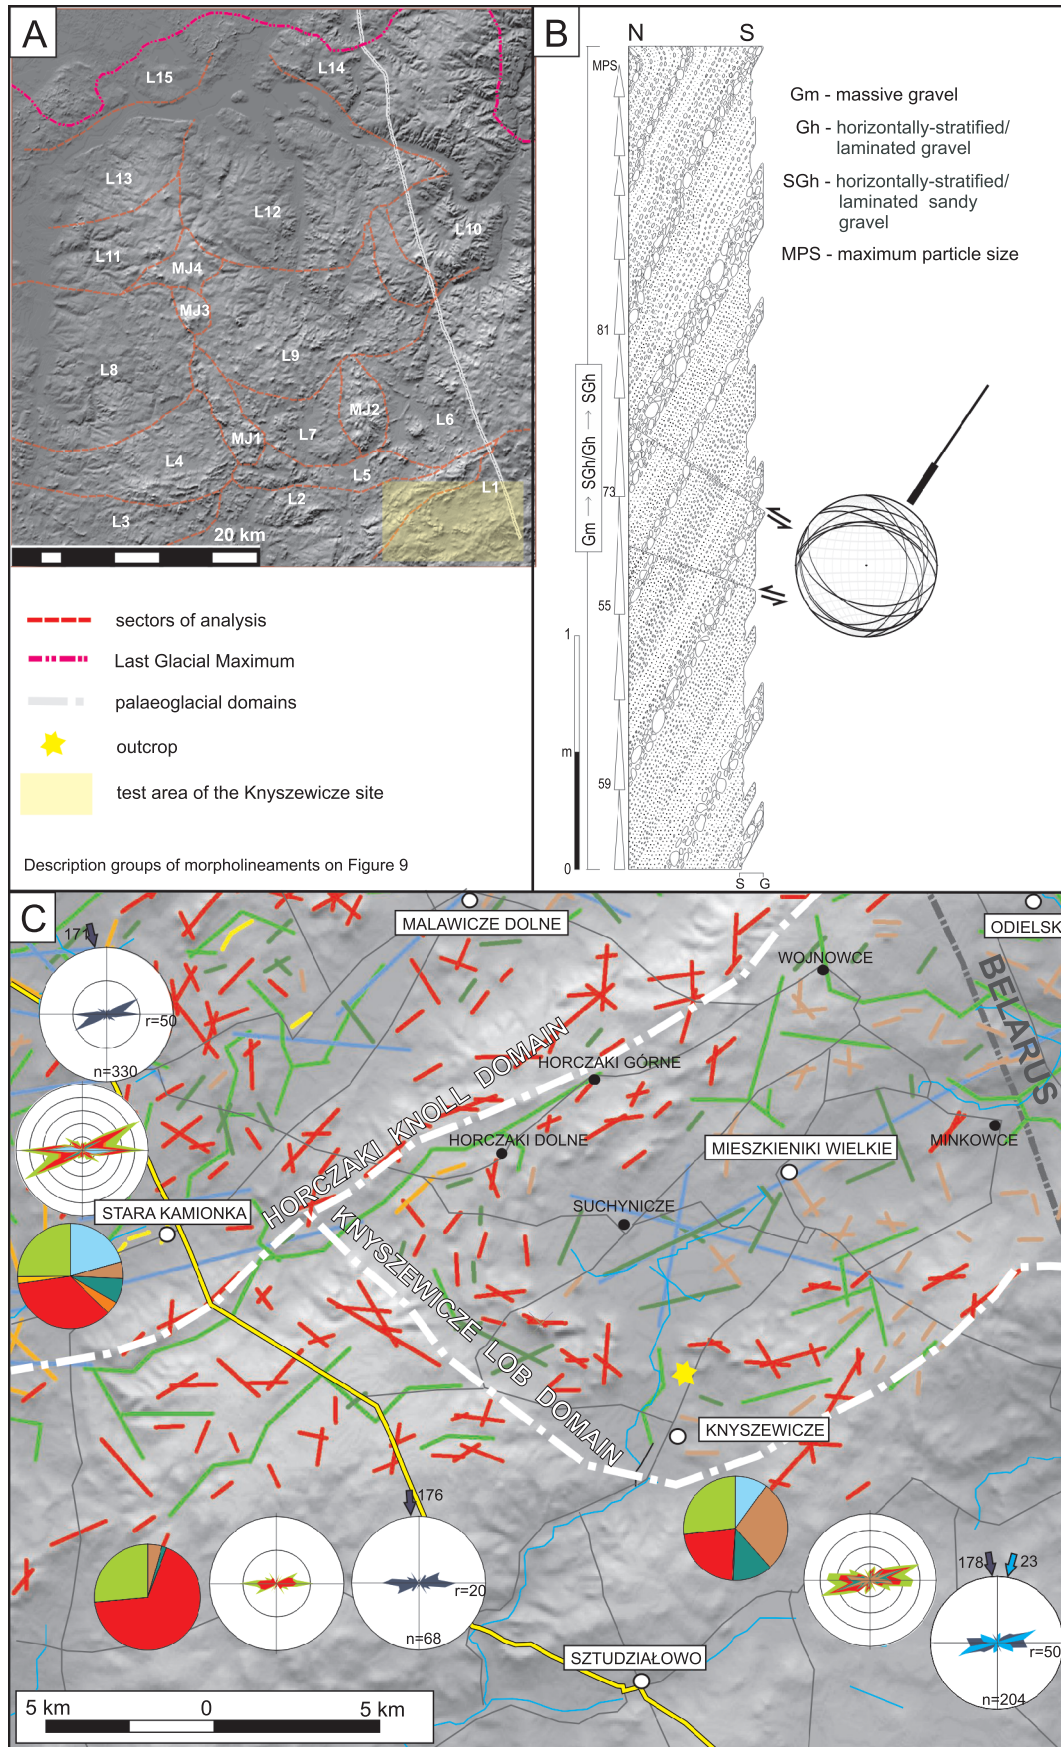 A
L15
L14
L13
L12
L10
L11
MJ4
MJ3
L9
L8
MJ2
L6
MJ1
L7
L4
L5
L1
L2
L3
20 km
sectors of analysis
Last Glacial Maximum
palaeoglacial domains
outcrop
test area of the Knyszewicze site
Description groups of morpholineaments on Figure 9
B
N
S
MPS
81
73
55
59
Gm → SGh/Gh → SGh
1
m
0
S G
Gm - massive gravel
Gh - horizontally-stratified/
laminated gravel
SGh - horizontally-stratified/
laminated sandy
gravel
MPS - maximum particle size
C
MALAWICZE DOLNE
ODIELSK
171
WOJNOWCE
BELARUS
r=50
n=330
HORCZAKI KNOLL DOMAIN
HORCZAKI GÓRNE
HORCZAKI DOLNE
MINKOWCE
MIESZKIENIKI WIELKIE
STARA KAMIONKA
SUCHYNICZE
KNYSZEWICZE LOB DOMAIN
KNYSZEWICZE
176
r=20
n=68
178
23
r=50
n=204
SZTUDZIAŁOWO
5 km 0 5 km